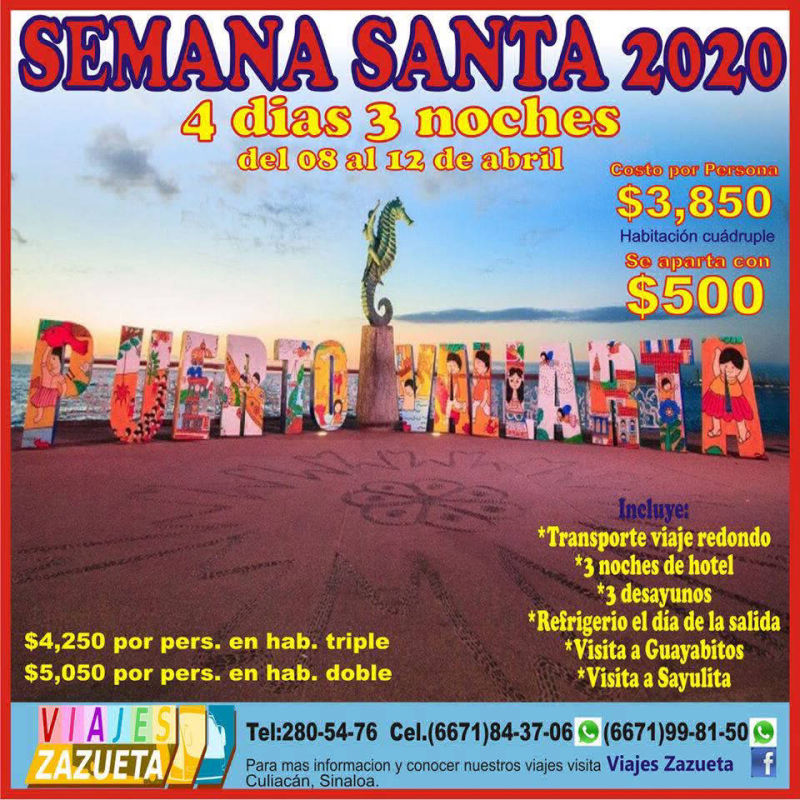 SEMANA SANTA 2020
4 dias 3 noches
del 08 al 12 de abril
Costo por Persona
$3,850
Habitación cuádruple
Se aparta con
$500
PUERTO VALLARTA
Incluye:
*Transporte viaje redondo
*3 noches de hotel
*3 desayunos
*Refrigerio el día de la salida
*Visita a Guayabitos
*Visita a Sayulita
$4,250 por pers. en hab. triple
$5,050 por pers. en hab. doble
VIAJES
ZAZUETA
Tel:280-54-76 Cel.(6671)84-37-06 (6671)99-81-50
Para mas informacion y conocer nuestros viajes visita Viajes Zazueta f
Culiacán, Sinaloa.